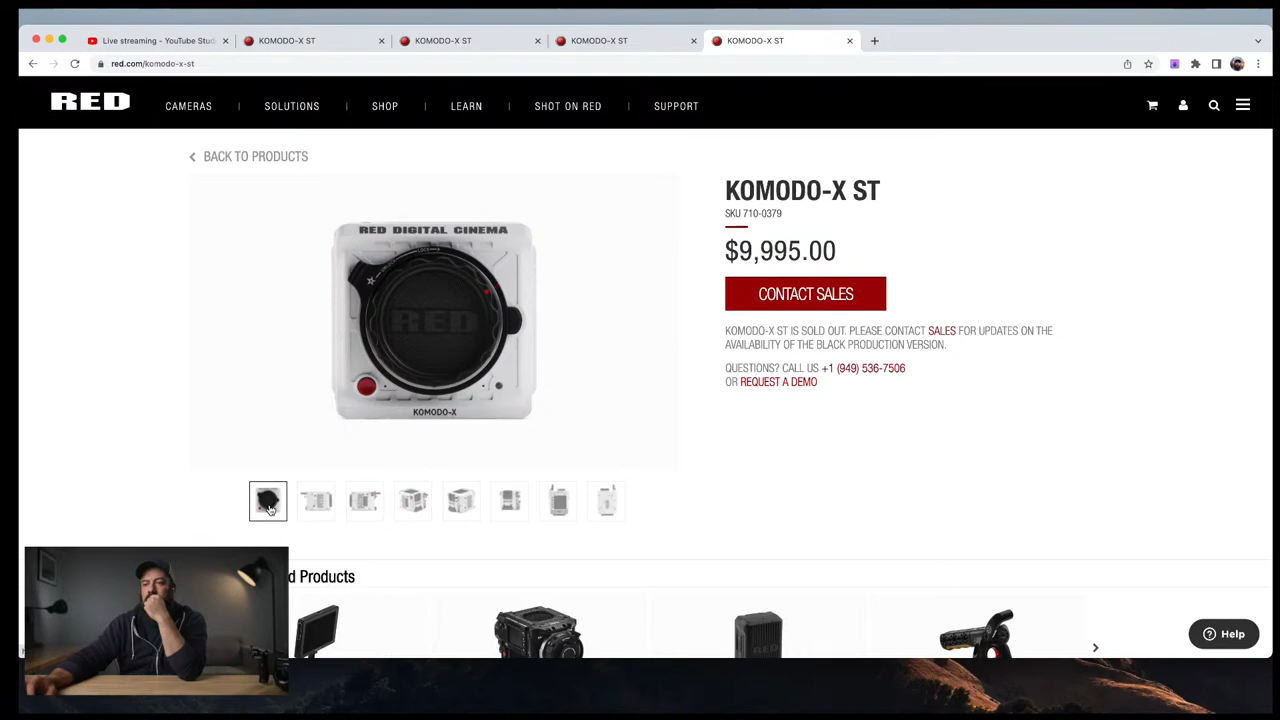 Live streaming - YouTube Stud
KOMODO-X ST
KOMODO-X ST
KOMODO-X ST
KOMODO-X ST
red.com/komodo-x-st
RED
CAMERAS | SOLUTIONS | SHOP | LEARN | SHOT ON RED | SUPPORT
BACK TO PRODUCTS
RED DIGITAL CINEMA
RED
KOMODO-X
KOMODO-X ST
SKU 710-0379
$9,995.00
CONTACT SALES
KOMODO-X ST IS SOLD OUT. PLEASE CONTACT SALES FOR UPDATES ON THE
AVAILABILITY OF THE BLACK PRODUCTION VERSION.
QUESTIONS? CALL US +1 (949) 536-7506
OR REQUEST A DEMO
d Products
Help